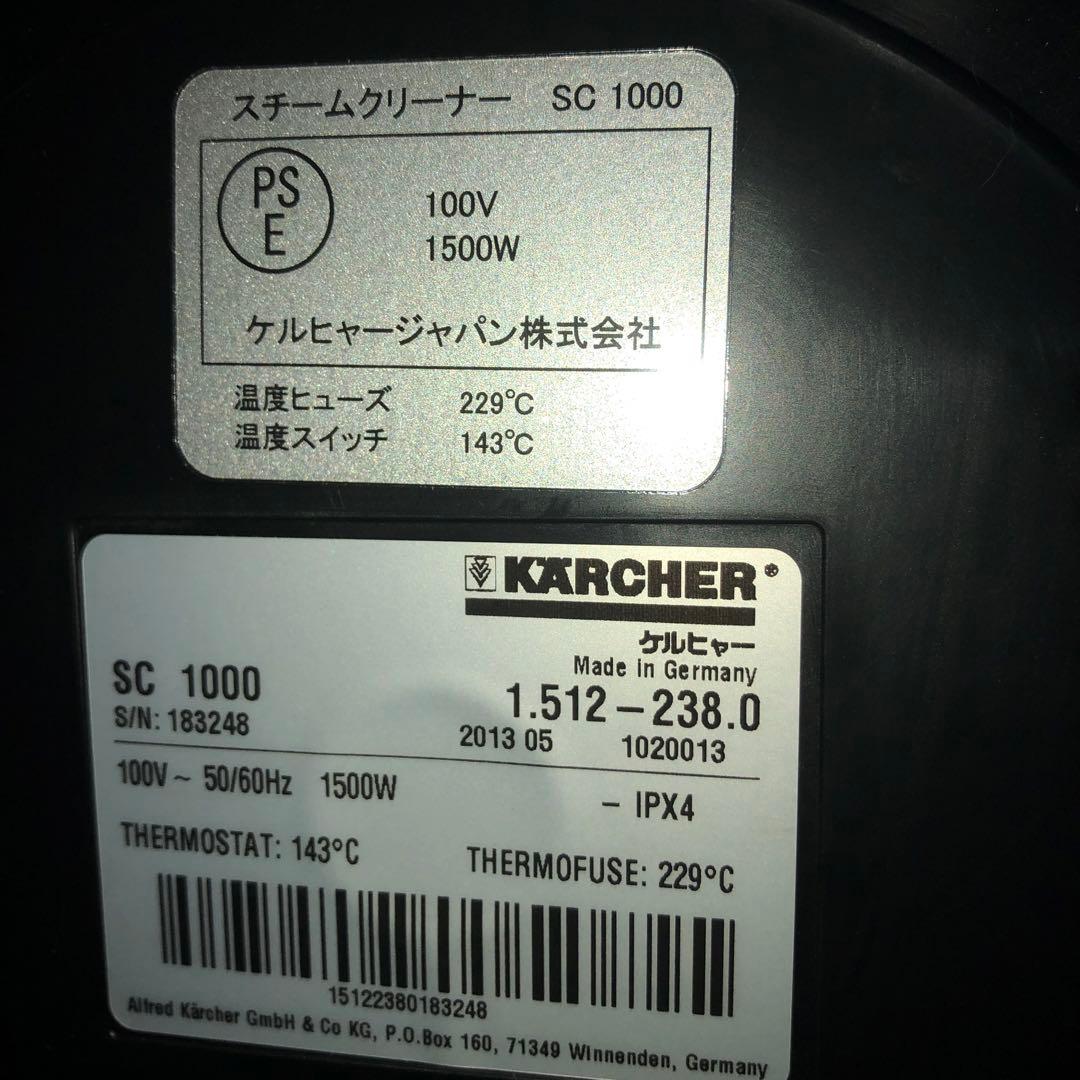 スチームクリーナー SC 1000
PS
E
100V
1500W
ケルヒャージャパン株式会社
温度ヒューズ 229℃
温度スイッチ 143℃
KÄRCHER®
ケルヒャー
Made in Germany
SC 1000
1.512-238.0
S/N: 183248
2013 05 1020013
100V~ 50/60Hz 1500W
- IPX4
THERMOSTAT: 143°C
THERMOFUSE: 229°C
15122380183248
Alfred Kärcher GmbH & Co KG, P.O.Box 160, 71349 Winnenden, Germany